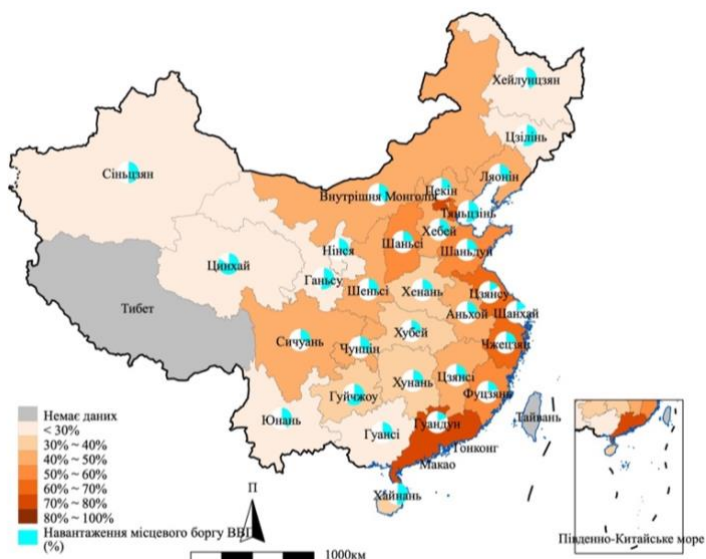 Хейлунцзян
Цзілінь
Сіньцзян
Ляонін
Пекін
Внутрішня Монголія
Тяньцзінь
Хебей
Шаньсі
Шаньдун
Нінся
Цинхай
Ганьсу
Шеньсі
Хенань
Цзянсу
Тибет
Аньхой
Шанхай
Хубей
Сичуань
Чунцін
Чжецзян
Хунань
Цзянсі
Гуйчжоу
Фуцзянь
Юнань
Гуансі
Гуандун
Тайвань
Гонконг
Макао
Хайнань
Немає даних
< 30%
30% ~ 40%
40% ~ 50%
50% ~ 60%
60% ~ 70%
70% ~ 80%
80% ~ 100%
Навантаження місцевого боргу ВВП
(%)
П
1000км
Південно-Китайське море